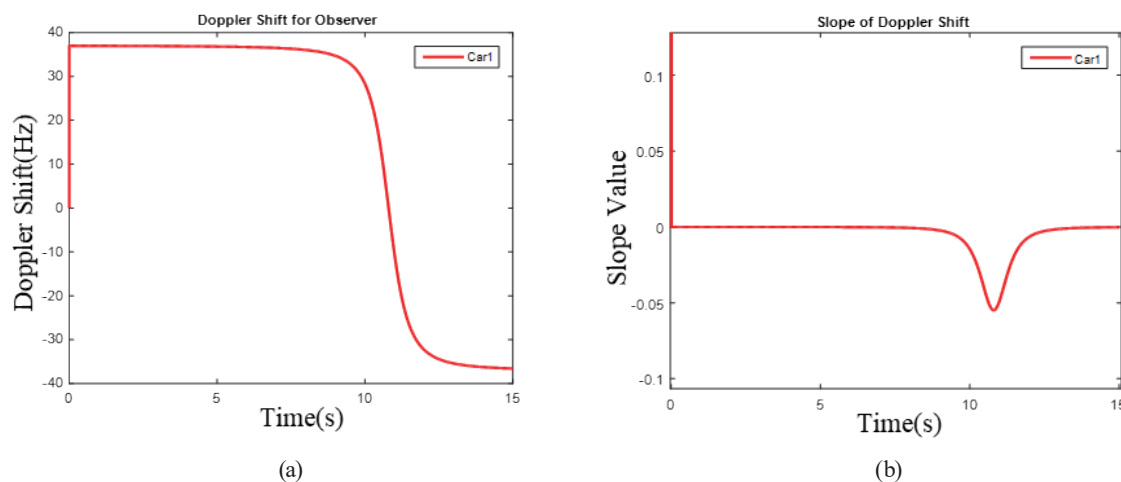 Doppler Shift for Observer
40
30
20
10
0
-10
-20
-30
-40
Doppler Shift(Hz)
Car1
0
5
10
15
Time(s)
(a)
Slope of Doppler Shift
0.1
0.05
0
-0.05
-0.1
Slope Value
Car1
0
5
10
15
Time(s)
(b)